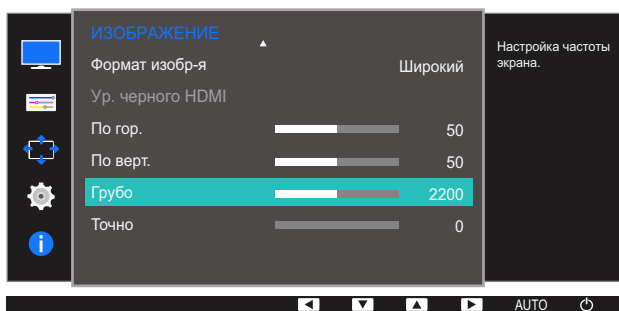 ИЗОБРАЖЕНИЕ
Формат изобр-я Широкий
Ур. черного HDMI
По гор. 50
По верт. 50
Грубо 2200
Точно 0
Настройка частоты
экрана.
AUTO